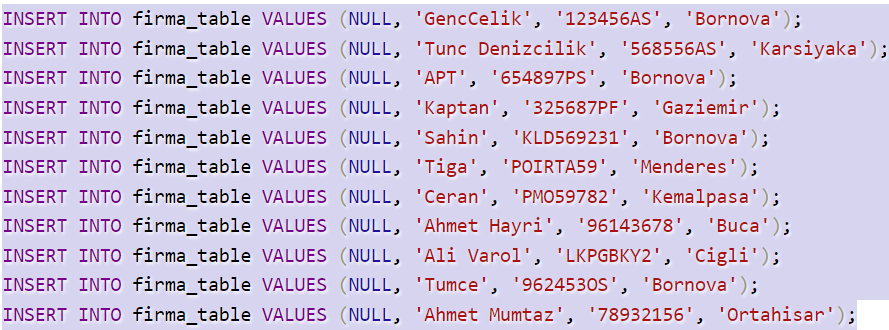 INSERT INTO firma_table VALUES (NULL, 'GencCelik', '123456AS', 'Bornova');
INSERT INTO firma_table VALUES (NULL, 'Tunc Denizcilik', '568556AS', 'Karsiyaka');
INSERT INTO firma_table VALUES (NULL, 'APT', '654897PS', 'Bornova');
INSERT INTO firma_table VALUES (NULL, 'Kaptan', '325687PF', 'Gaziemir');
INSERT INTO firma_table VALUES (NULL, 'Sahin', 'KLD569231', 'Bornova');
INSERT INTO firma_table VALUES (NULL, 'Tiga', 'POIRTA59', 'Menderes');
INSERT INTO firma_table VALUES (NULL, 'Ceran', 'PMO59782', 'Kemalpasa');
INSERT INTO firma_table VALUES (NULL, 'Ahmet Hayri', '96143678', 'Buca');
INSERT INTO firma_table VALUES (NULL, 'Ali Varol', 'LKPGBKY2', 'Cigli');
INSERT INTO firma_table VALUES (NULL, 'Tumce', '962453OS', 'Bornova');
INSERT INTO firma_table VALUES (NULL, 'Ahmet Mumtaz', '78932156', 'Ortahisar');